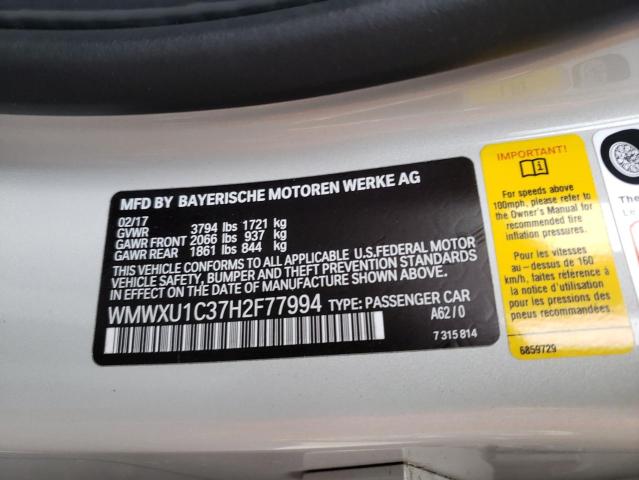 MFD BY BAYERISCHE MOTOREN WERKE AG
02/17
GVWR 3794 lbs 1721 kg
GAWR FRONT 2066 lbs 937 kg
GAWR REAR 1861 lbs 844 kg
THIS VEHICLE CONFORMS TO ALL APPLICABLE U.S.FEDERAL MOTOR
VEHICLE SAFETY, BUMPER AND THEFT PREVENTION STANDARDS IN
EFFECT ON THE DATE OF MANUFACTURE SHOWN ABOVE.
WMWXU1C37H2F77994 TYPE: PASSENGER CAR
A62 / 0
7 315 814
IMPORTANT!
For speeds above
100mph, please refer to
the Owner's Manual for
recommended tire
inflation pressures.
Pour les vitesses
au-dessus de 160
km/h, faites référence à
la notice d'utilisation
pour les pressions de
pneumatiques.
6859729
The